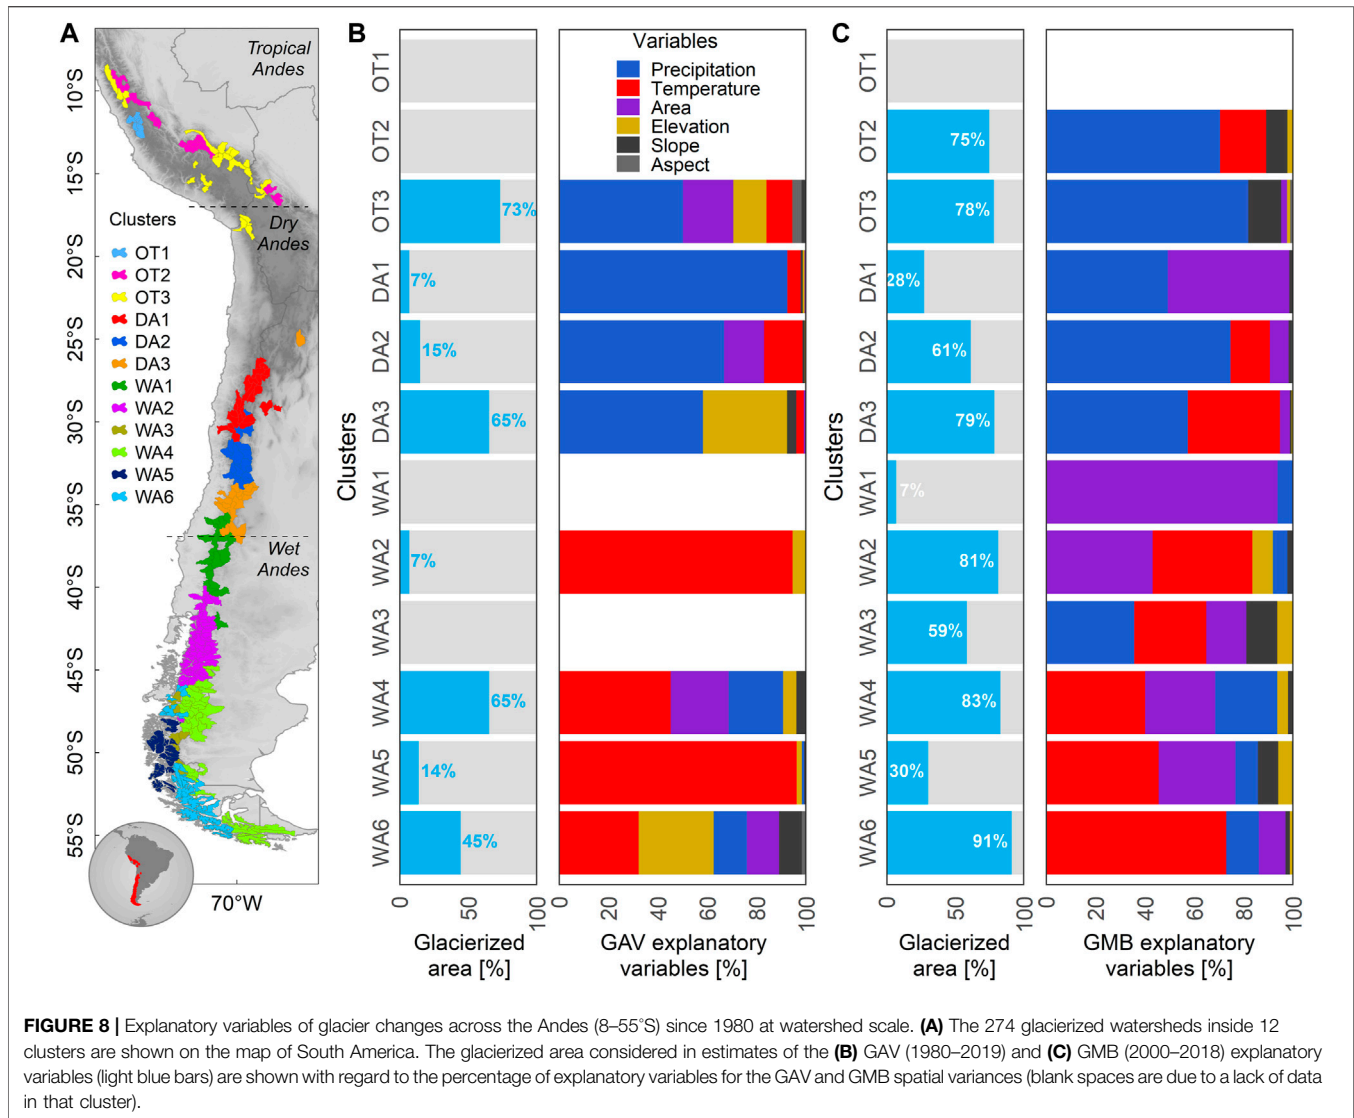 A
Tropical
Andes
10°S
15°S
Dry
Andes
20°S
25°S
30°S
35°S
Wet
Andes
40°S
45°S
50°S
55°S
70°W
Clusters
OT1
OT2
OT3
DA1
DA2
DA3
WA1
WA2
WA3
WA4
WA5
WA6
B
Clusters
OT1
OT2
OT3
73%
DA1
7%
DA2
15%
DA3
65%
WA1
WA2
7%
WA3
WA4
65%
WA5
14%
WA6
45%
0 50 100
Glacierized
area [%]
Variables
Precipitation
Temperature
Area
Elevation
Slope
Aspect
0 20 40 60 80 100
GAV explanatory
variables [%]
C
Clusters
OT1
OT2
75%
OT3
78%
DA1
28%
DA2
61%
DA3
79%
WA1
7%
WA2
81%
WA3
59%
WA4
83%
WA5
30%
WA6
91%
0 50 100
Glacierized
area [%]
0 20 40 60 80 100
GMB explanatory
variables [%]
FIGURE 8 | Explanatory variables of glacier changes across the Andes (8–55°S) since 1980 at watershed scale. (A) The 274 glacierized watersheds inside 12
clusters are shown on the map of South America. The glacierized area considered in estimates of the (B) GAV (1980–2019) and (C) GMB (2000–2018) explanatory
variables (light blue bars) are shown with regard to the percentage of explanatory variables for the GAV and GMB spatial variances (blank spaces are due to a lack of data
in that cluster).